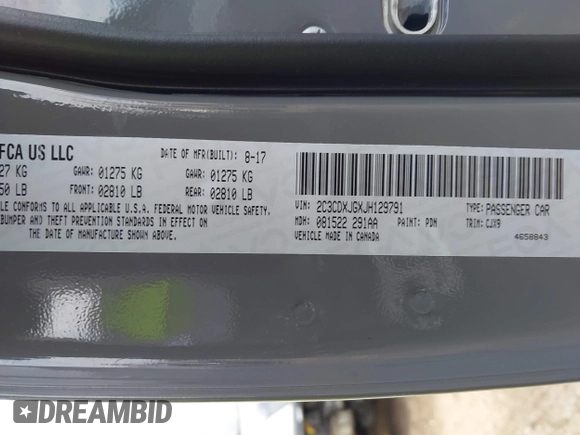 FCA US LLC
DATE OF MFR(BUILT): 8-17
27 KG GAWR: 01275 KG GAWR: 01275 KG
50 LB FRONT: 02810 LB REAR: 02810 LB
COMPLIES TO ALL APPLICABLE U.S.A. FEDERAL MOTOR VEHICLE SAFETY,
BUMPER AND THEFT PREVENTION STANDARDS IN EFFECT ON
THE DATE OF MANUFACTURE SHOWN ABOVE.
VIN: 2C3CDXJGXJH129791 TYPE: PASSENGER CAR
MDH: 081522 291AA PAINT: PDN TRIM: CJX9
VEHICLE MADE IN CANADA 4658843
DREAMBID